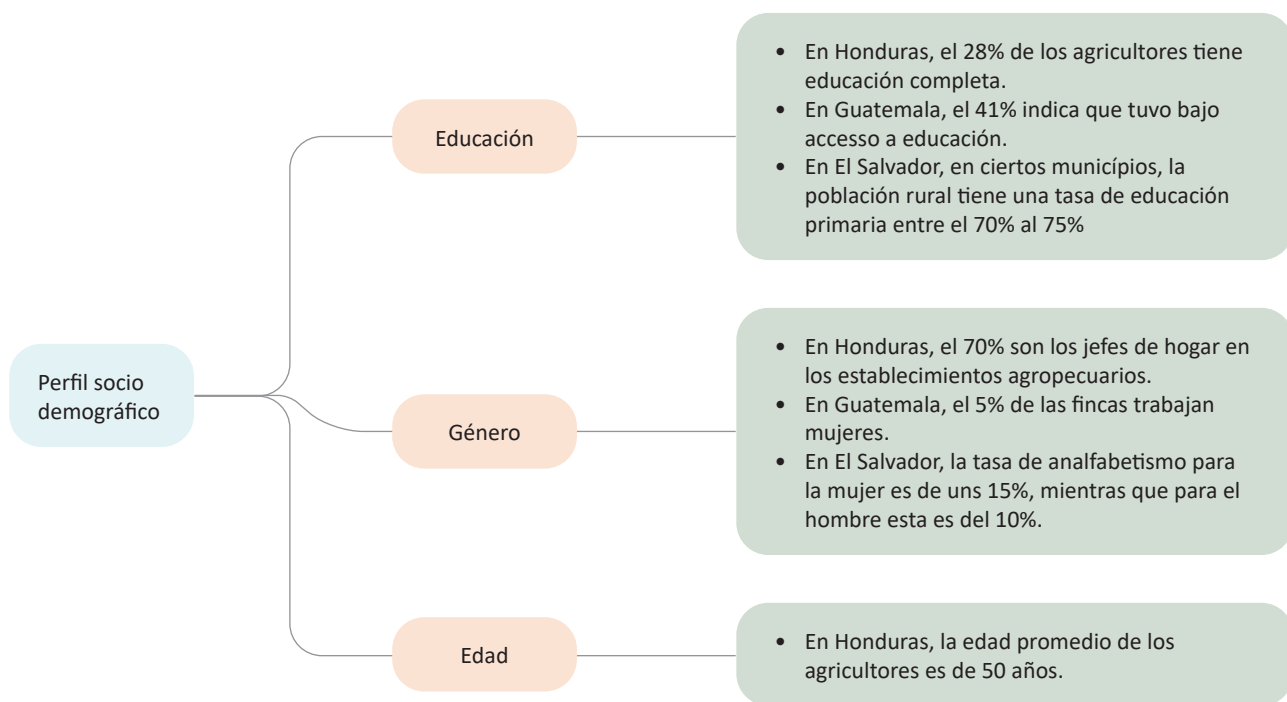 Perfil socio
demográfico
Educación
• En Honduras, el 28% de los agricultores tiene
educación completa.
• En Guatemala, el 41% indica que tuvo bajo
accesso a educación.
• En El Salvador, en ciertos municípios, la
población rural tiene una tasa de educación
primaria entre el 70% al 75%
Género
• En Honduras, el 70% son los jefes de hogar en
los establecimientos agropecuarios.
• En Guatemala, el 5% de las fincas trabajan
mujeres.
• En El Salvador, la tasa de analfabetismo para
la mujer es de uns 15%, mientras que para el
hombre esta es del 10%.
Edad
• En Honduras, la edad promedio de los
agricultores es de 50 años.